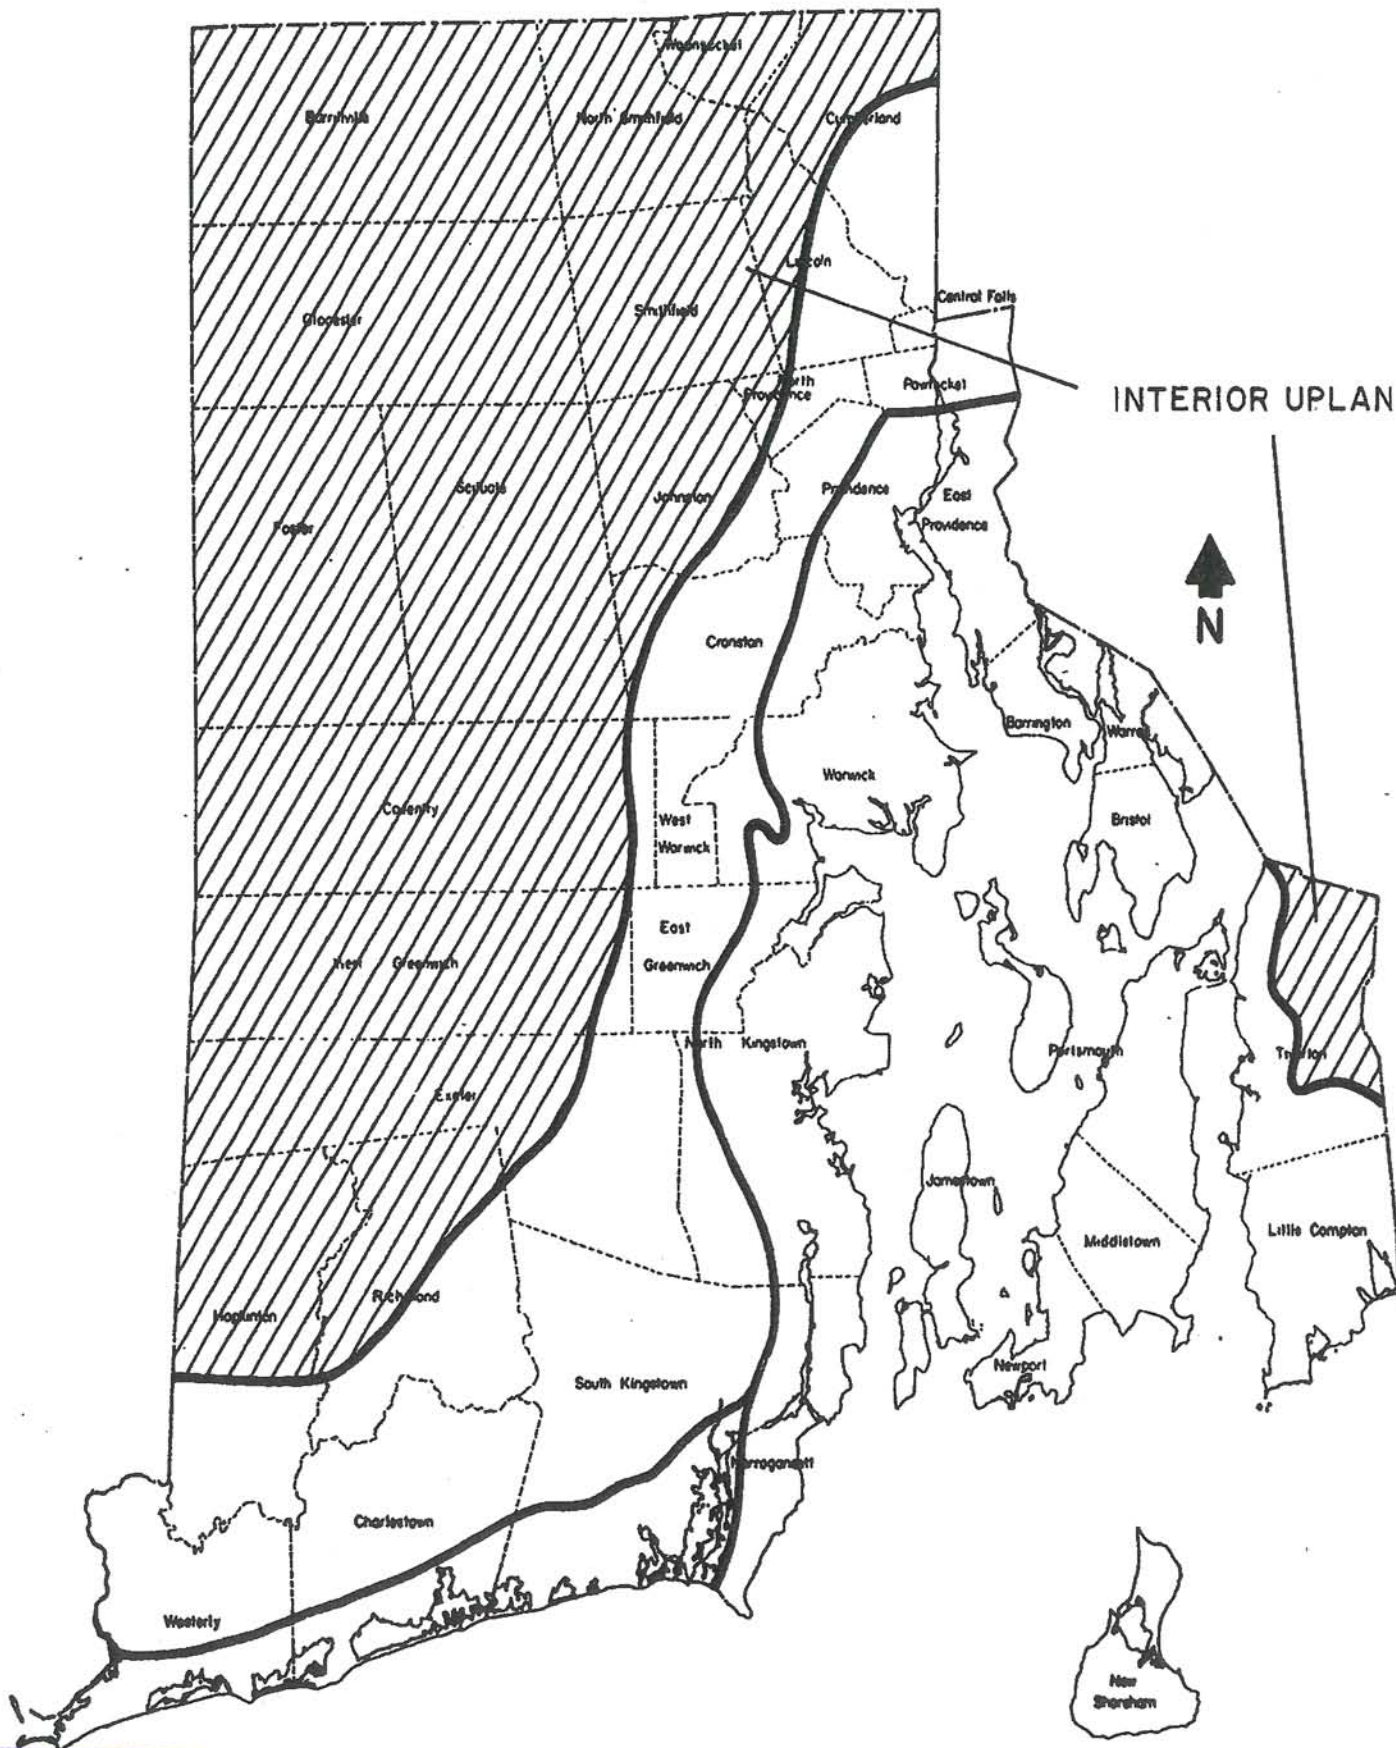 Woonsocket
Burrillville
North Smithfield
Cumberland
Lincoln
Central Falls
Glocester
Smithfield
North
Providence
Pawtucket
INTERIOR UPLAN
Scituate
Johnston
Providence
East
Providence
Foster
N
Cranston
Barrington
Warren
Warwick
Coventry
West
Warwick
Bristol
East
Greenwich
West Greenwich
North Kingstown
Portsmouth
Tiverton
Exeter
Jamestown
Middletown
Little Compton
Richmond
Hopkinton
Newport
South Kingstown
Narragansett
Charlestown
Westerly
New
Shoreham